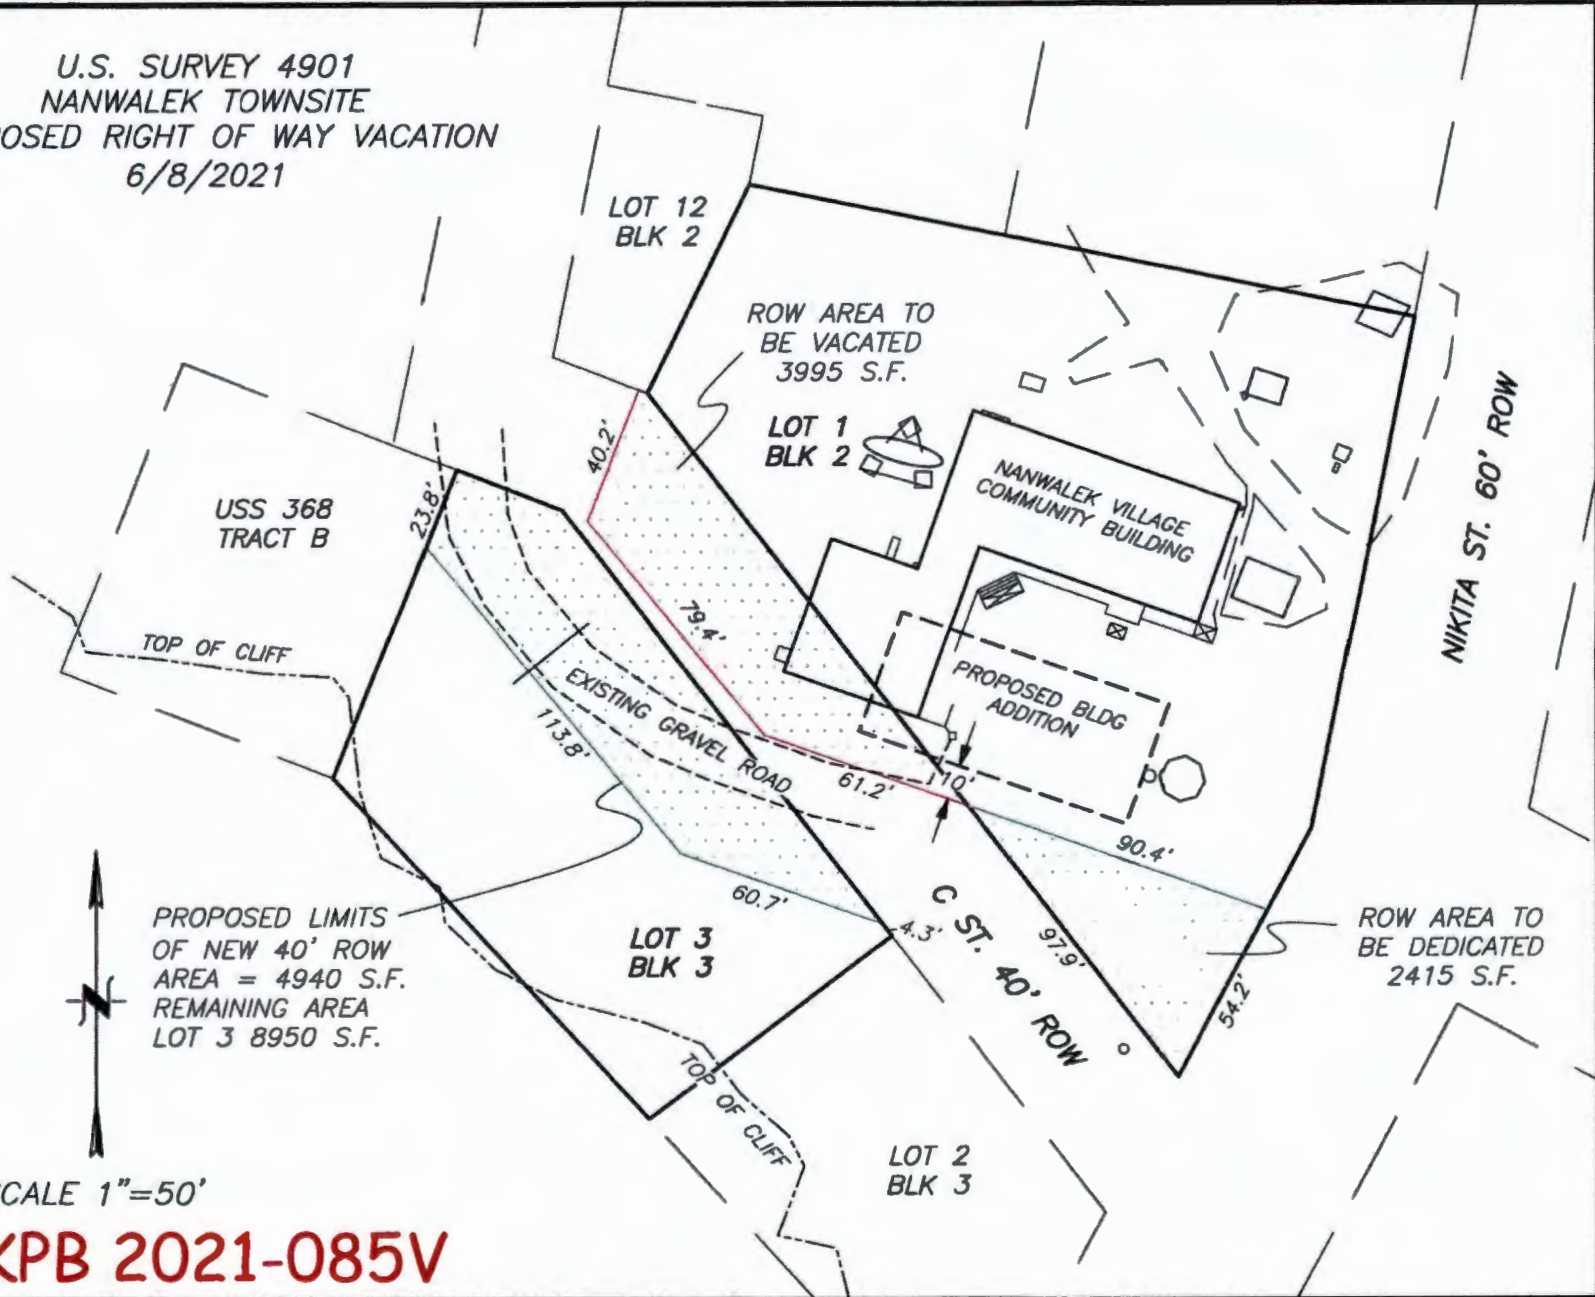 U.S. SURVEY 4901
NANWALEK TOWNSITE
OSED RIGHT OF WAY VACATION
6/8/2021
LOT 12
BLK 2
ROW AREA TO
BE VACATED
3995 S.F.
LOT 1
BLK 2
NANWALEK VILLAGE
COMMUNITY BUILDING
NIKITA ST. 60' ROW
40.2'
23.8'
USS 368
TRACT B
79.4'
TOP OF CLIFF
EXISTING GRAVEL ROAD
113.8'
PROPOSED BLDG
ADDITION
61.2'
10'
90.4'
60.7'
4.3'
C ST. 40' ROW
97.9'
54.2'
PROPOSED LIMITS
OF NEW 40' ROW
AREA = 4940 S.F.
REMAINING AREA
LOT 3 8950 S.F.
LOT 3
BLK 3
ROW AREA TO
BE DEDICATED
2415 S.F.
N
TOP OF CLIFF
LOT 2
BLK 3
CALE 1"=50'
KPB 2021-085V